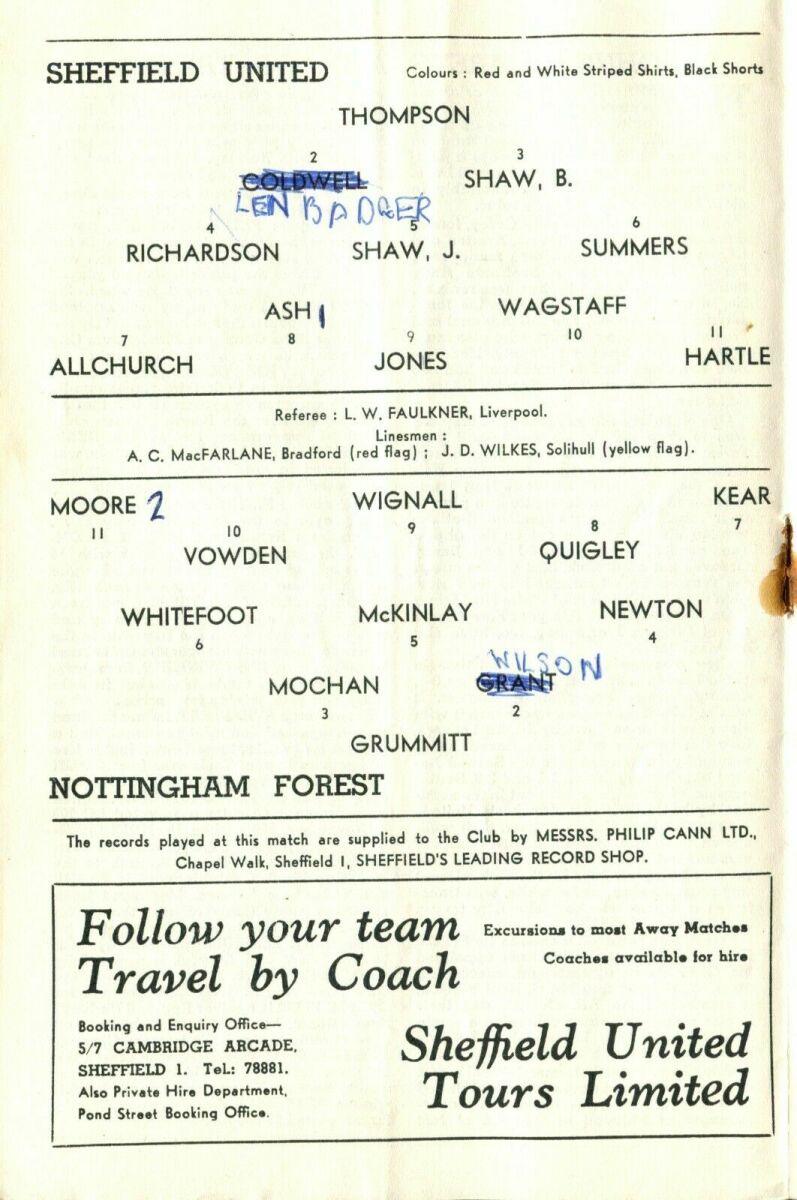 SHEFFIELD UNITED Colours : Red and White Striped Shirts, Black Shorts
THOMPSON
2 3
COLDWELL SHAW, B.
LEN BADGER
4 5 6
RICHARDSON SHAW, J. SUMMERS
ASH 1 WAGSTAFF
7 8 9 10 11
ALLCHURCH JONES HARTLE
Referee : L. W. FAULKNER, Liverpool.
Linesmen :
A. C. MacFARLANE, Bradford (red flag) ; J. D. WILKES, Solihull (yellow flag).
MOORE 2 WIGNALL KEAR
11 10 9 8 7
VOWDEN QUIGLEY
WHITEFOOT McKINLAY NEWTON
6 5 4
WILSON
MOCHAN GRANT
3 2
GRUMMITT
NOTTINGHAM FOREST
The records played at this match are supplied to the Club by MESSRS. PHILIP CANN LTD.,
Chapel Walk, Sheffield 1, SHEFFIELD'S LEADING RECORD SHOP.
Follow your team
Travel by Coach
Excursions to most Away Matches
Coaches available for hire
Booking and Enquiry Office—
5/7 CAMBRIDGE ARCADE,
SHEFFIELD 1. TeL: 78881.
Also Private Hire Department,
Pond Street Booking Office.
Sheffield United
Tours Limited